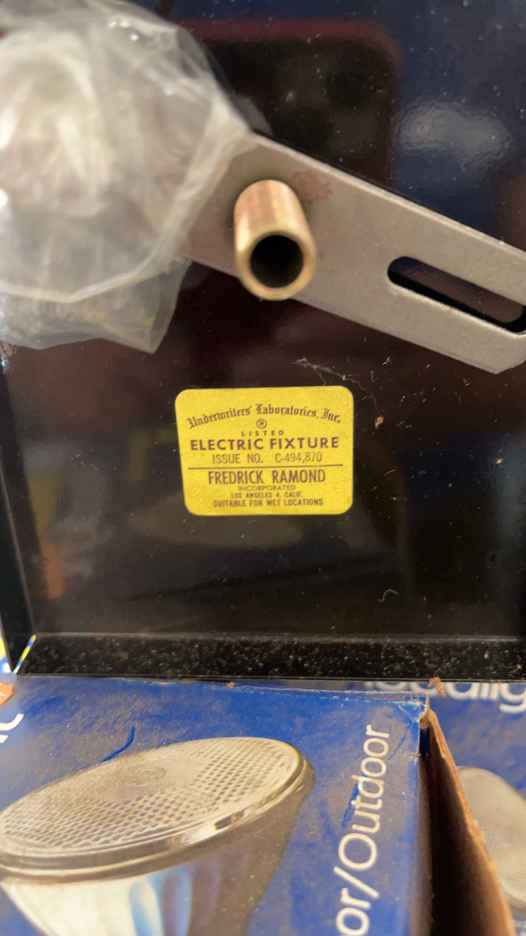 Underwriters' Laboratories, Inc.
®
LISTED
ELECTRIC FIXTURE
ISSUE NO. C-494,870
FREDRICK RAMOND
INCORPORATED
LOS ANGELES 4, CALIF.
SUITABLE FOR WET LOCATIONS
or/Outdoor